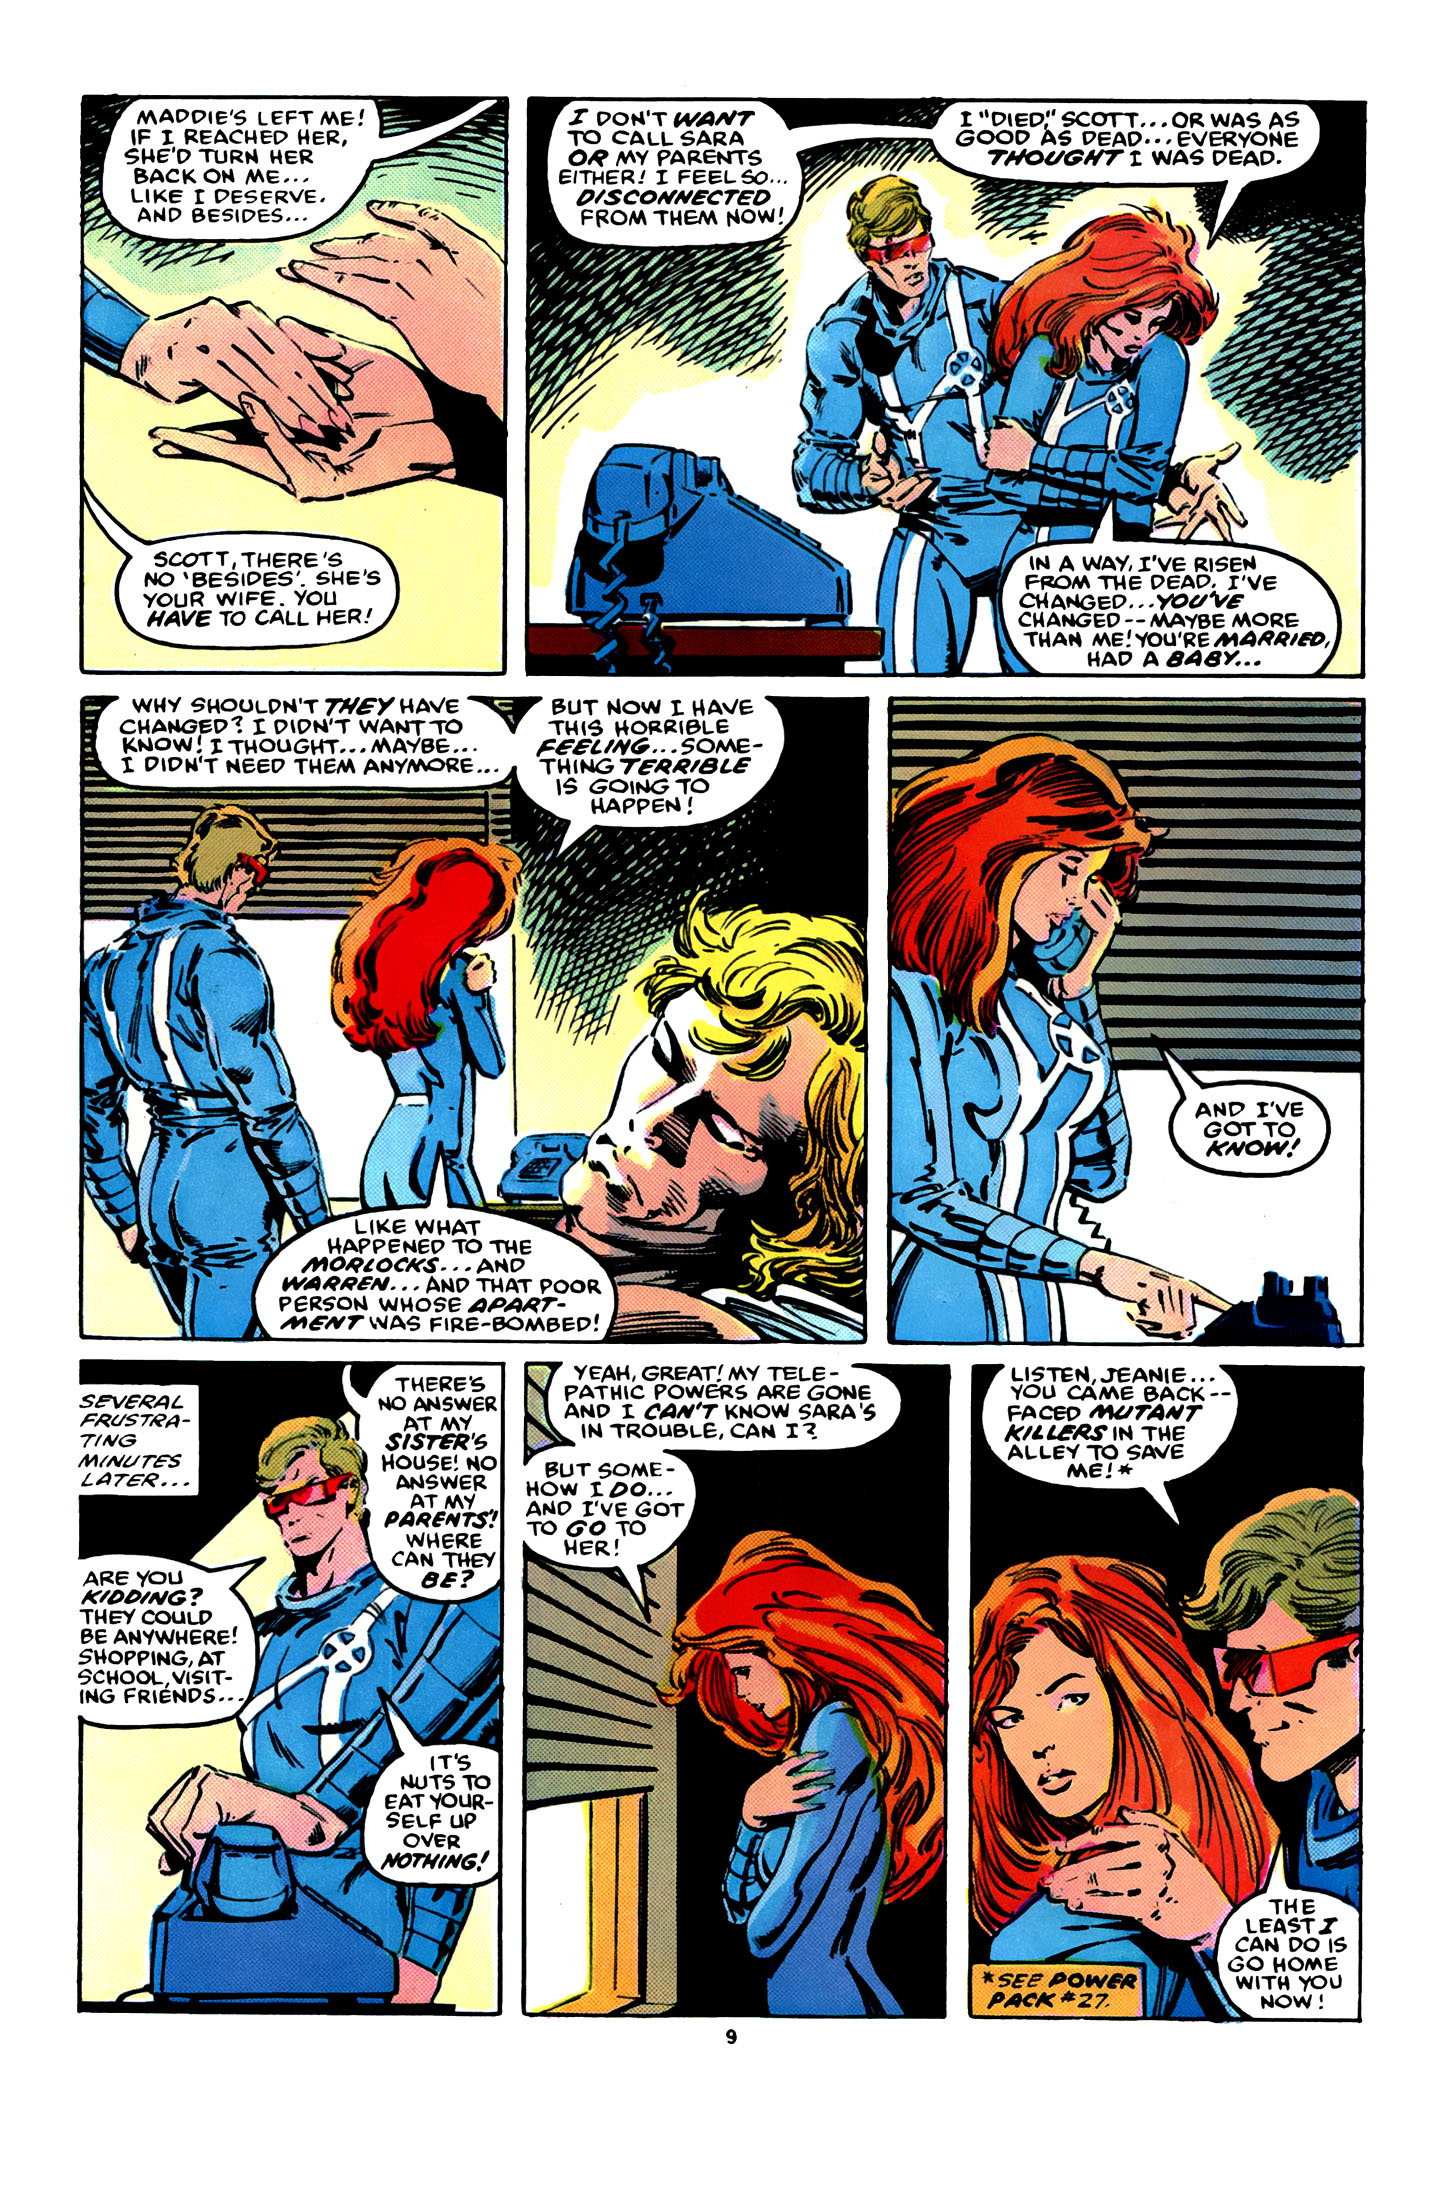 MADDIE'S LEFT ME!
IF I REACHED HER,
SHE'D TURN HER
BACK ON ME...
LIKE I DESERVE.
AND BESIDES...
SCOTT, THERE'S
NO 'BESIDES'. SHE'S
YOUR WIFE. YOU
HAVE TO CALL HER!
I DON'T WANT
TO CALL SARA
OR MY PARENTS
EITHER! I FEEL SO...
DISCONNECTED
FROM THEM NOW!
I "DIED," SCOTT... OR WAS AS
GOOD AS DEAD... EVERYONE
THOUGHT I WAS DEAD.
IN A WAY, I'VE RISEN
FROM THE DEAD. I'VE
CHANGED... YOU'VE
CHANGED -- MAYBE MORE
THAN ME! YOU'RE MARRIED,
HAD A BABY...
WHY SHOULDN'T THEY HAVE
CHANGED? I DIDN'T WANT TO
KNOW! I THOUGHT... MAYBE...
I DIDN'T NEED THEM ANYMORE...
BUT NOW I HAVE
THIS HORRIBLE
FEELING... SOME-
THING TERRIBLE
IS GOING TO
HAPPEN!
LIKE WHAT
HAPPENED TO THE
MORLOCKS... AND
WARREN... AND THAT POOR
PERSON WHOSE APART-
MENT WAS FIRE-BOMBED!
AND I'VE
GOT TO
KNOW!
SEVERAL
FRUSTRA-
TING
MINUTES
LATER...
THERE'S
NO ANSWER
AT MY
SISTER'S
HOUSE! NO
ANSWER
AT MY
PARENTS'!
WHERE
CAN THEY
BE?
ARE YOU
KIDDING?
THEY COULD
BE ANYWHERE!
SHOPPING, AT
SCHOOL, VISIT-
ING FRIENDS...
IT'S
NUTS TO
EAT YOUR-
SELF UP
OVER
NOTHING!
YEAH, GREAT! MY TELE-
PATHIC POWERS ARE GONE
AND I CAN'T KNOW SARA'S
IN TROUBLE, CAN I?
BUT SOME-
HOW I DO...
AND I'VE GOT
TO GO TO
HER!
LISTEN, JEANIE...
YOU CAME BACK --
FACED MUTANT
KILLERS IN THE
ALLEY TO SAVE
ME! *
THE
LEAST I
CAN DO IS
GO HOME
WITH YOU
NOW!
* SEE POWER
PACK #27.
9